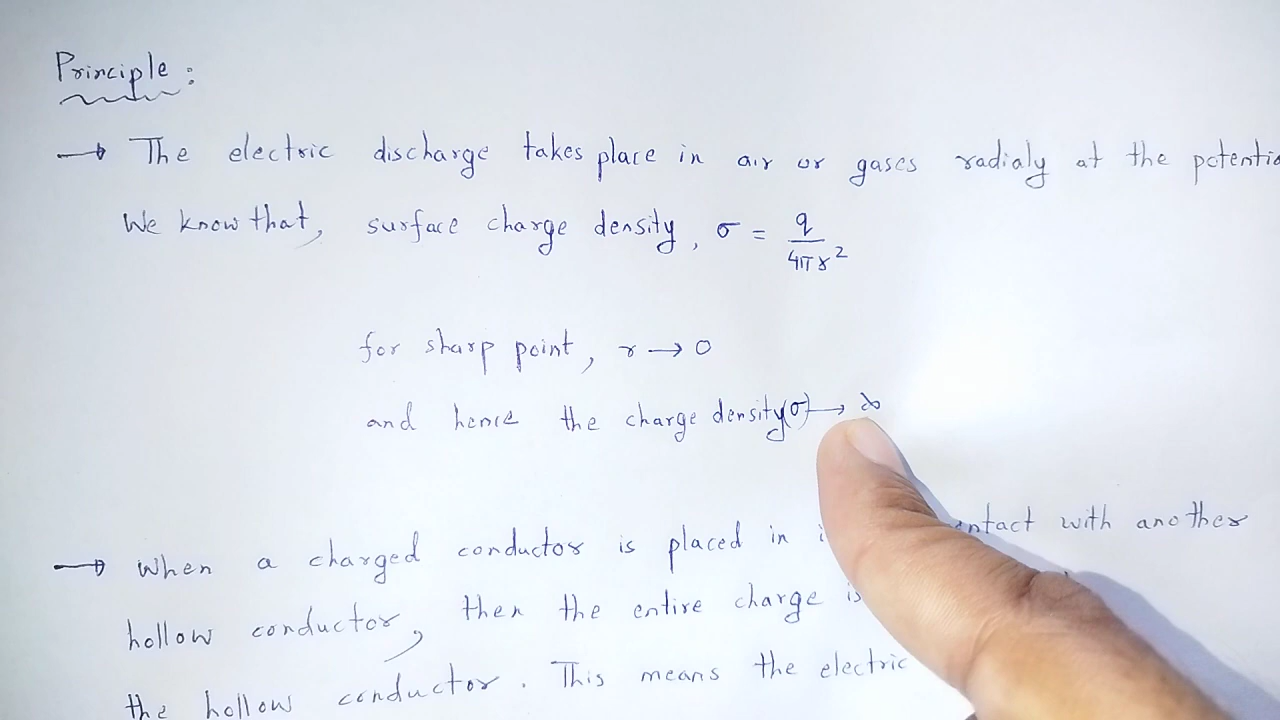 Principle :
→ The electric discharge takes place in air or gases radialy at the
We know that, surface charge density, σ = q/4πr²
for sharp point, r → 0
and hence the charge density(σ) → ∞
→ When a charged conductor is placed in with another
hollow conductor, then the entire charge is
the hollow conductor. This means the electric